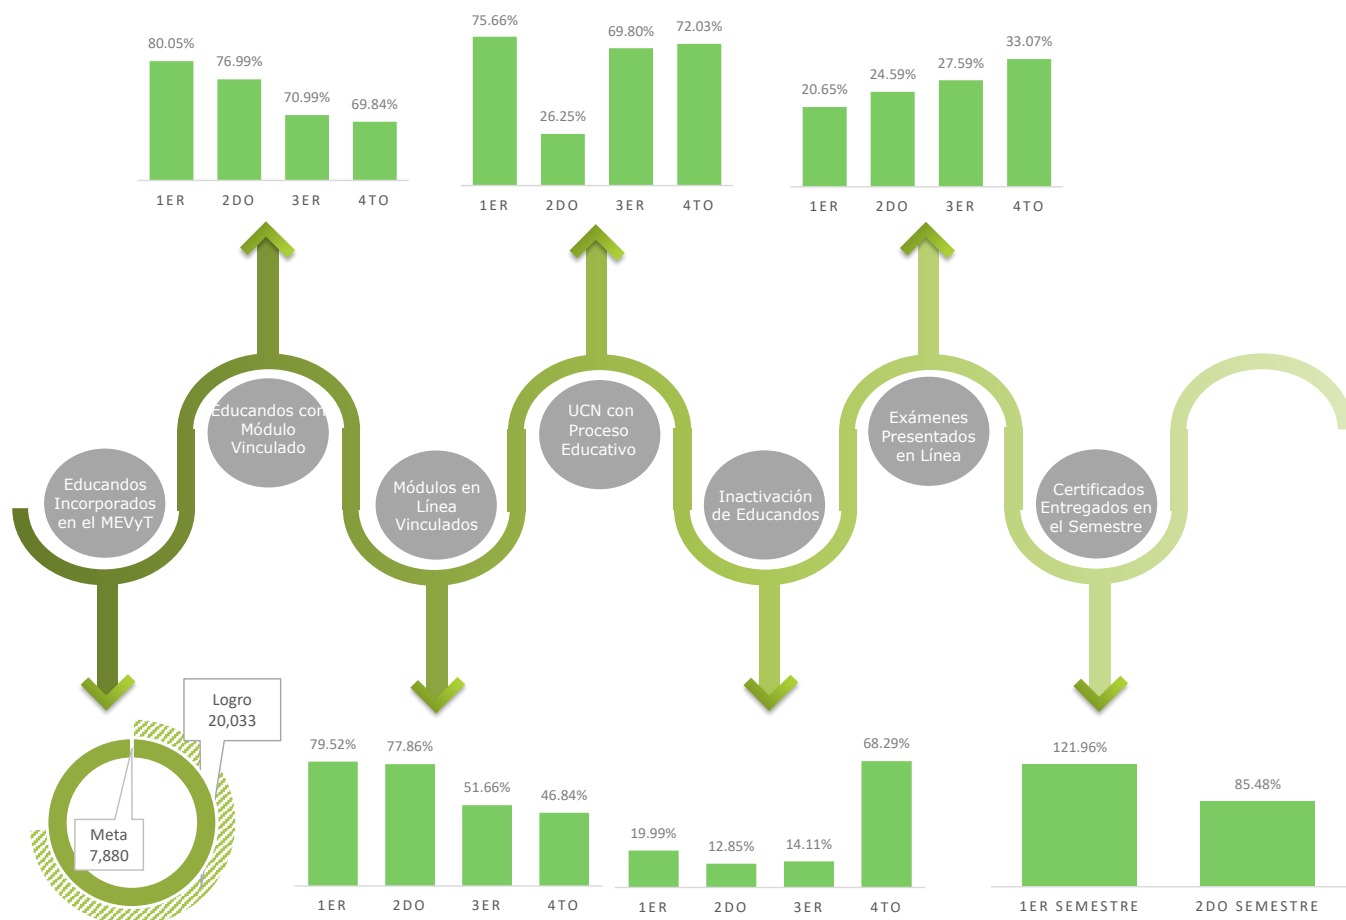 80.05%
76.99%
70.99%
69.84%
1ER 2DO 3ER 4TO
75.66%
26.25%
69.80%
72.03%
1ER 2DO 3ER 4TO
20.65%
24.59%
27.59%
33.07%
1ER 2DO 3ER 4TO
Educandos
Incorporados
en el MEVyT
Educandos con
Módulo
Vinculado
Módulos en
Línea
Vinculados
UCN con
Proceso
Educativo
Inactivación
de Educandos
Exámenes
Presentados
en Línea
Certificados
Entregados en
el Semestre
Logro
20,033
Meta
7,880
79.52%
77.86%
51.66%
46.84%
1ER 2DO 3ER 4TO
19.99%
12.85%
14.11%
68.29%
1ER 2DO 3ER 4TO
121.96%
85.48%
1ER SEMESTRE 2DO SEMESTRE